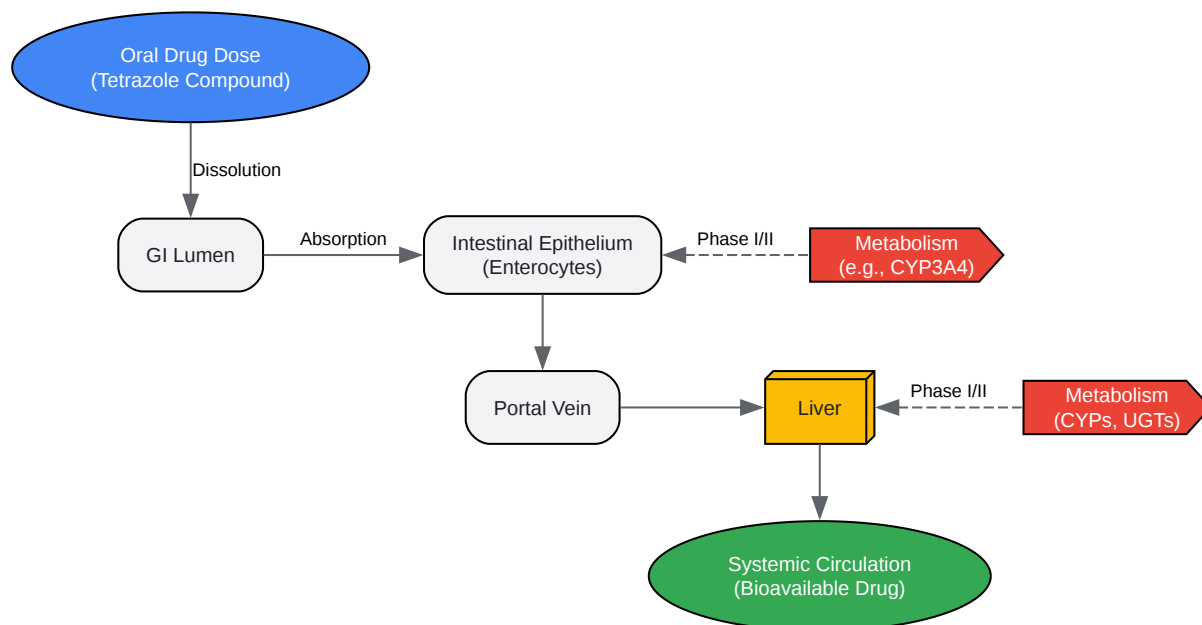 Oral Drug Dose
(Tetrazole Compound)
Dissolution
GI Lumen
Absorption
Intestinal Epithelium
(Enterocytes)
Phase I/II
Metabolism
(e.g., CYP3A4)
Portal Vein
Liver
Phase I/II
Metabolism
(CYPs, UGTs)
Systemic Circulation
(Bioavailable Drug)